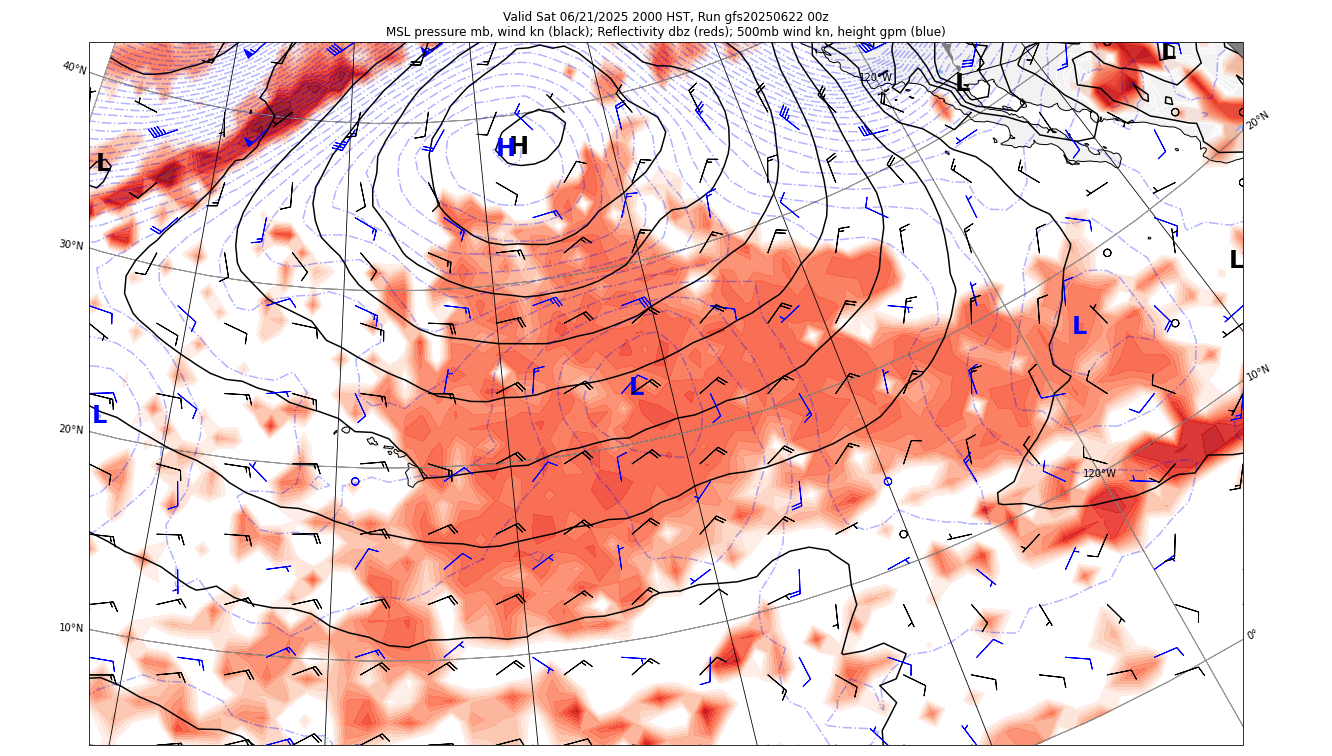 Valid Sat 06/21/2025 2000 HST, Run gfs20250622 00z
MSL pressure mb, wind kn (black); Reflectivity dbz (reds); 500mb wind kn, height gpm (blue)
40°N
120°W
L
L
20°N
H
H
L
30°N
L
L
10°N
L
L
20°N
120°W
10°N
0°